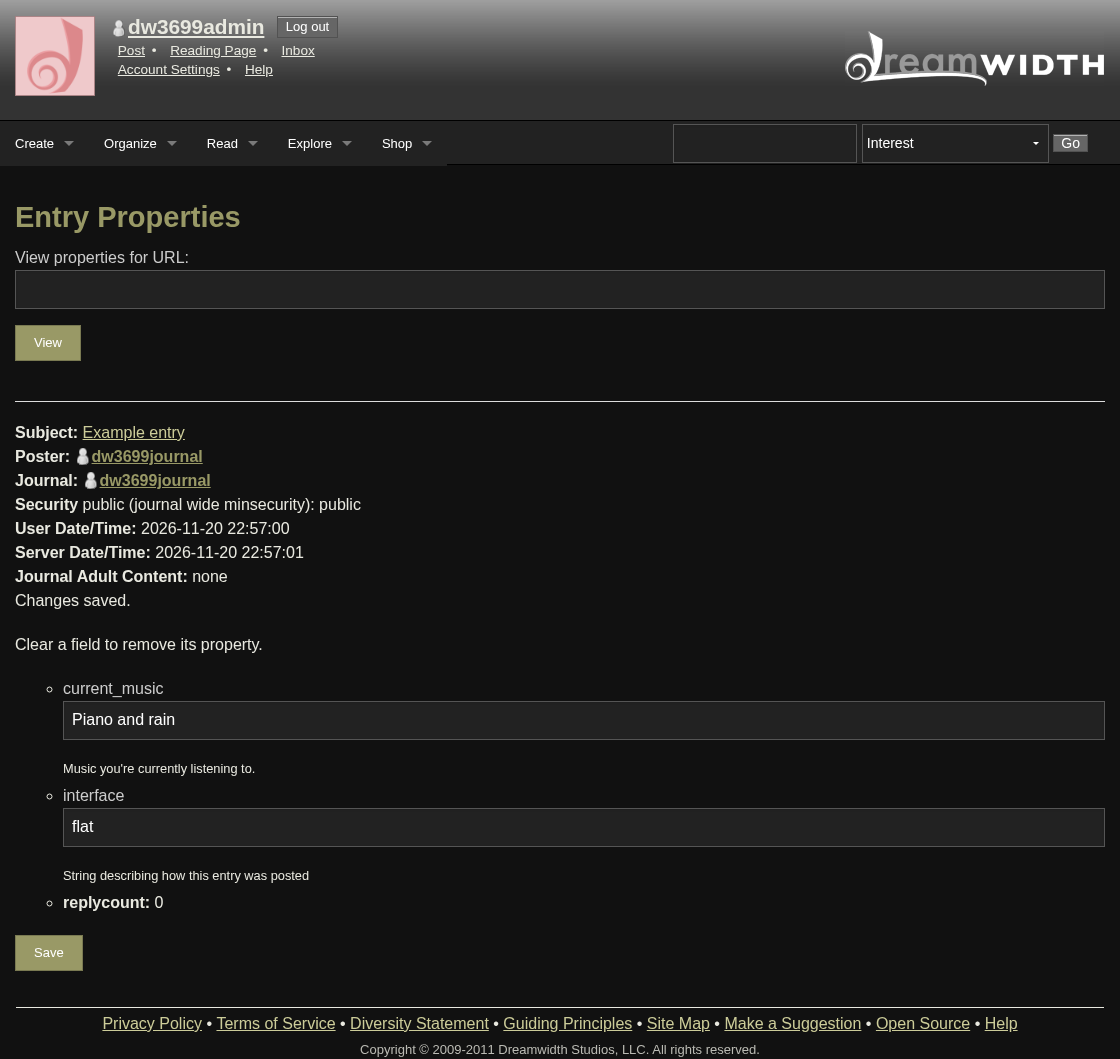 dw3699admin Log out
Post • Reading Page • Inbox
Account Settings • Help
dreamwidth
Create Organize Read Explore Shop Interest Go
Entry Properties
View properties for URL:
View
Subject: Example entry
Poster: dw3699journal
Journal: dw3699journal
Security public (journal wide minsecurity): public
User Date/Time: 2026-11-20 22:57:00
Server Date/Time: 2026-11-20 22:57:01
Journal Adult Content: none
Changes saved.
Clear a field to remove its property.
current_music
Piano and rain
Music you're currently listening to.
interface
flat
String describing how this entry was posted
replycount: 0
Save
Privacy Policy • Terms of Service • Diversity Statement • Guiding Principles • Site Map • Make a Suggestion • Open Source • Help
Copyright © 2009-2011 Dreamwidth Studios, LLC. All rights reserved.